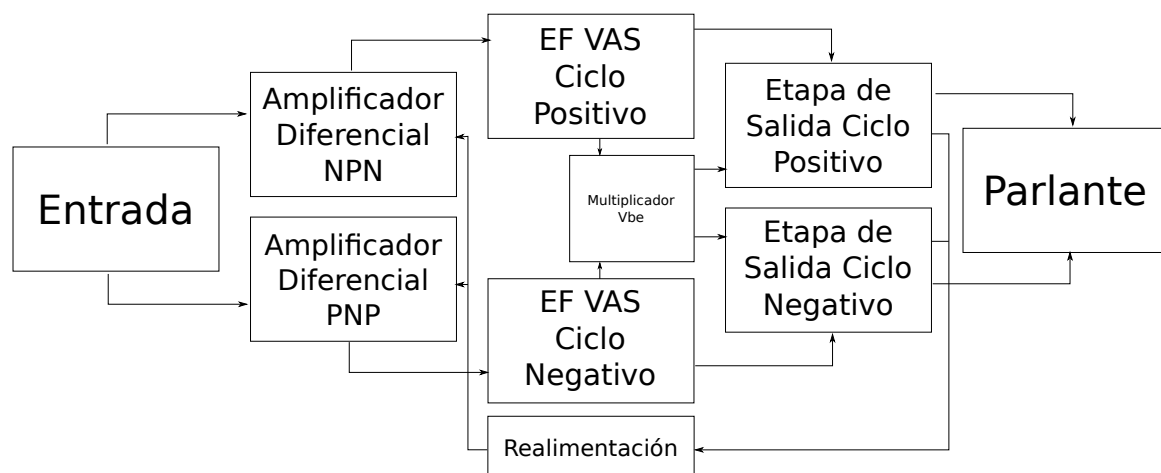 Entrada
Amplificador
Diferencial
NPN
Amplificador
Diferencial
PNP
EF VAS
Ciclo
Positivo
Multiplicador
Vbe
EF VAS
Ciclo
Negativo
Realimentación
Etapa de
Salida Ciclo
Positivo
Etapa de
Salida Ciclo
Negativo
Parlante